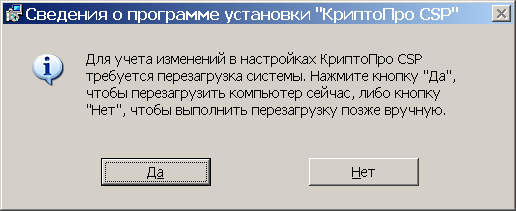 Сведения о программе установки "КриптоПро CSP"
Для учета изменений в настройках КриптоПро CSP
требуется перезагрузка системы. Нажмите кнопку "Да",
чтобы перезагрузить компьютер сейчас, либо кнопку
"Нет", чтобы выполнить перезагрузку позже вручную.
Да
Нет